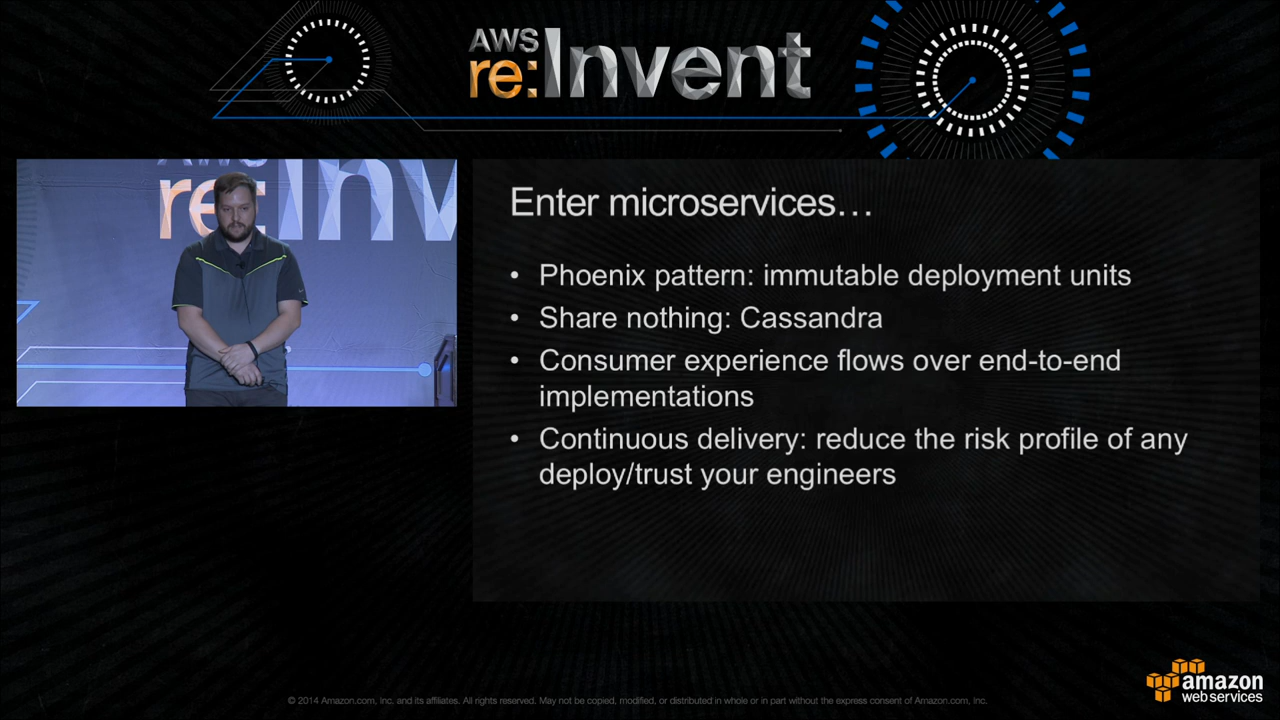 AWS
re:Invent
AWS
re:Inv
Enter microservices…
• Phoenix pattern: immutable deployment units
• Share nothing: Cassandra
• Consumer experience flows over end-to-end
implementations
• Continuous delivery: reduce the risk profile of any
deploy/trust your engineers
© 2014 Amazon.com, Inc. and its affiliates. All rights reserved. May not be copied, modified, or distributed in whole or in part without the express consent of Amazon.com, Inc.
amazon
web services